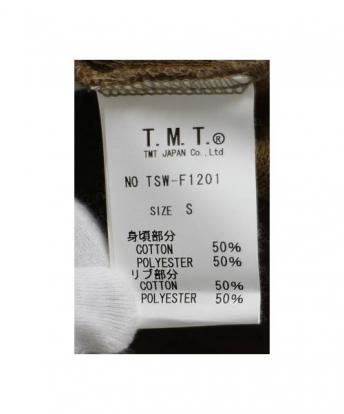 T.M.T.®
TMT JAPAN Co.,Ltd
NO TSW-F1201
SIZE S
身頃部分
COTTON 50%
POLYESTER 50%
リブ部分
COTTON 50%
POLYESTER 50%